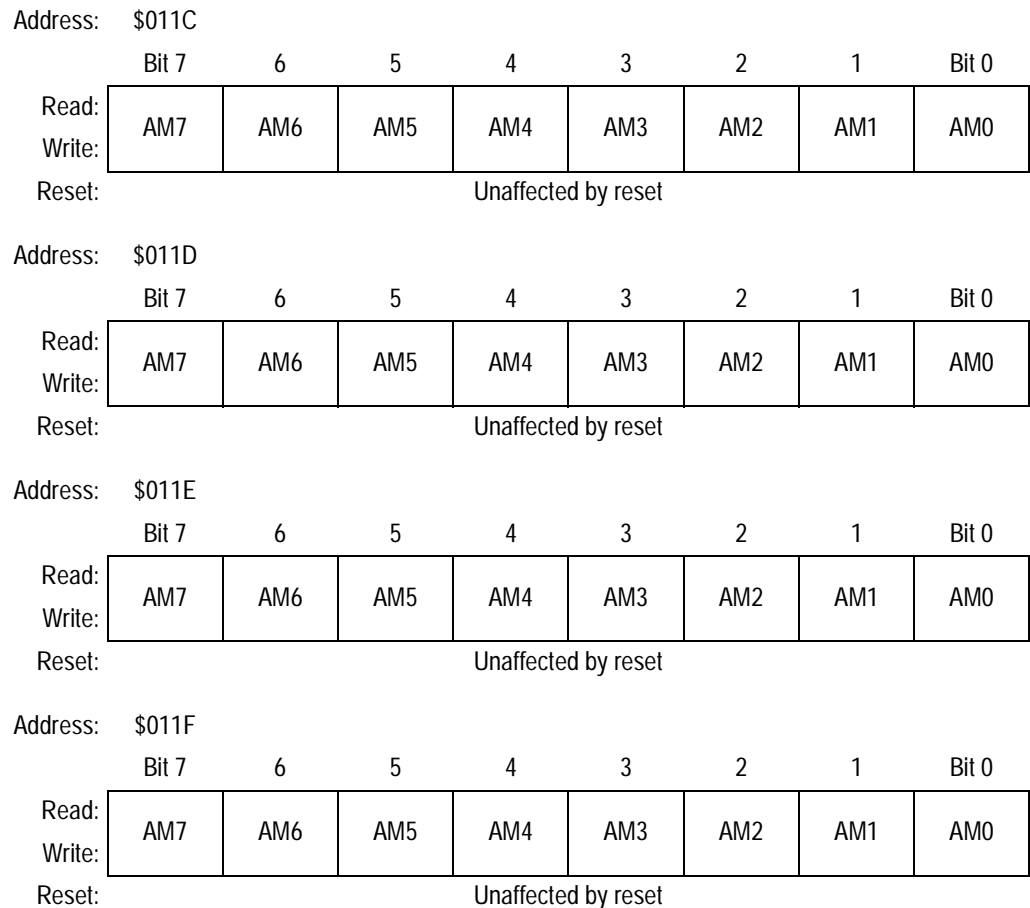 Address: $011C
Bit 7 6 5 4 3 2 1 Bit 0
Read:
AM7 AM6 AM5 AM4 AM3 AM2 AM1 AM0
Write:
Reset: Unaffected by reset
Address: $011D
Bit 7 6 5 4 3 2 1 Bit 0
Read:
AM7 AM6 AM5 AM4 AM3 AM2 AM1 AM0
Write:
Reset: Unaffected by reset
Address: $011E
Bit 7 6 5 4 3 2 1 Bit 0
Read:
AM7 AM6 AM5 AM4 AM3 AM2 AM1 AM0
Write:
Reset: Unaffected by reset
Address: $011F
Bit 7 6 5 4 3 2 1 Bit 0
Read:
AM7 AM6 AM5 AM4 AM3 AM2 AM1 AM0
Write:
Reset: Unaffected by reset